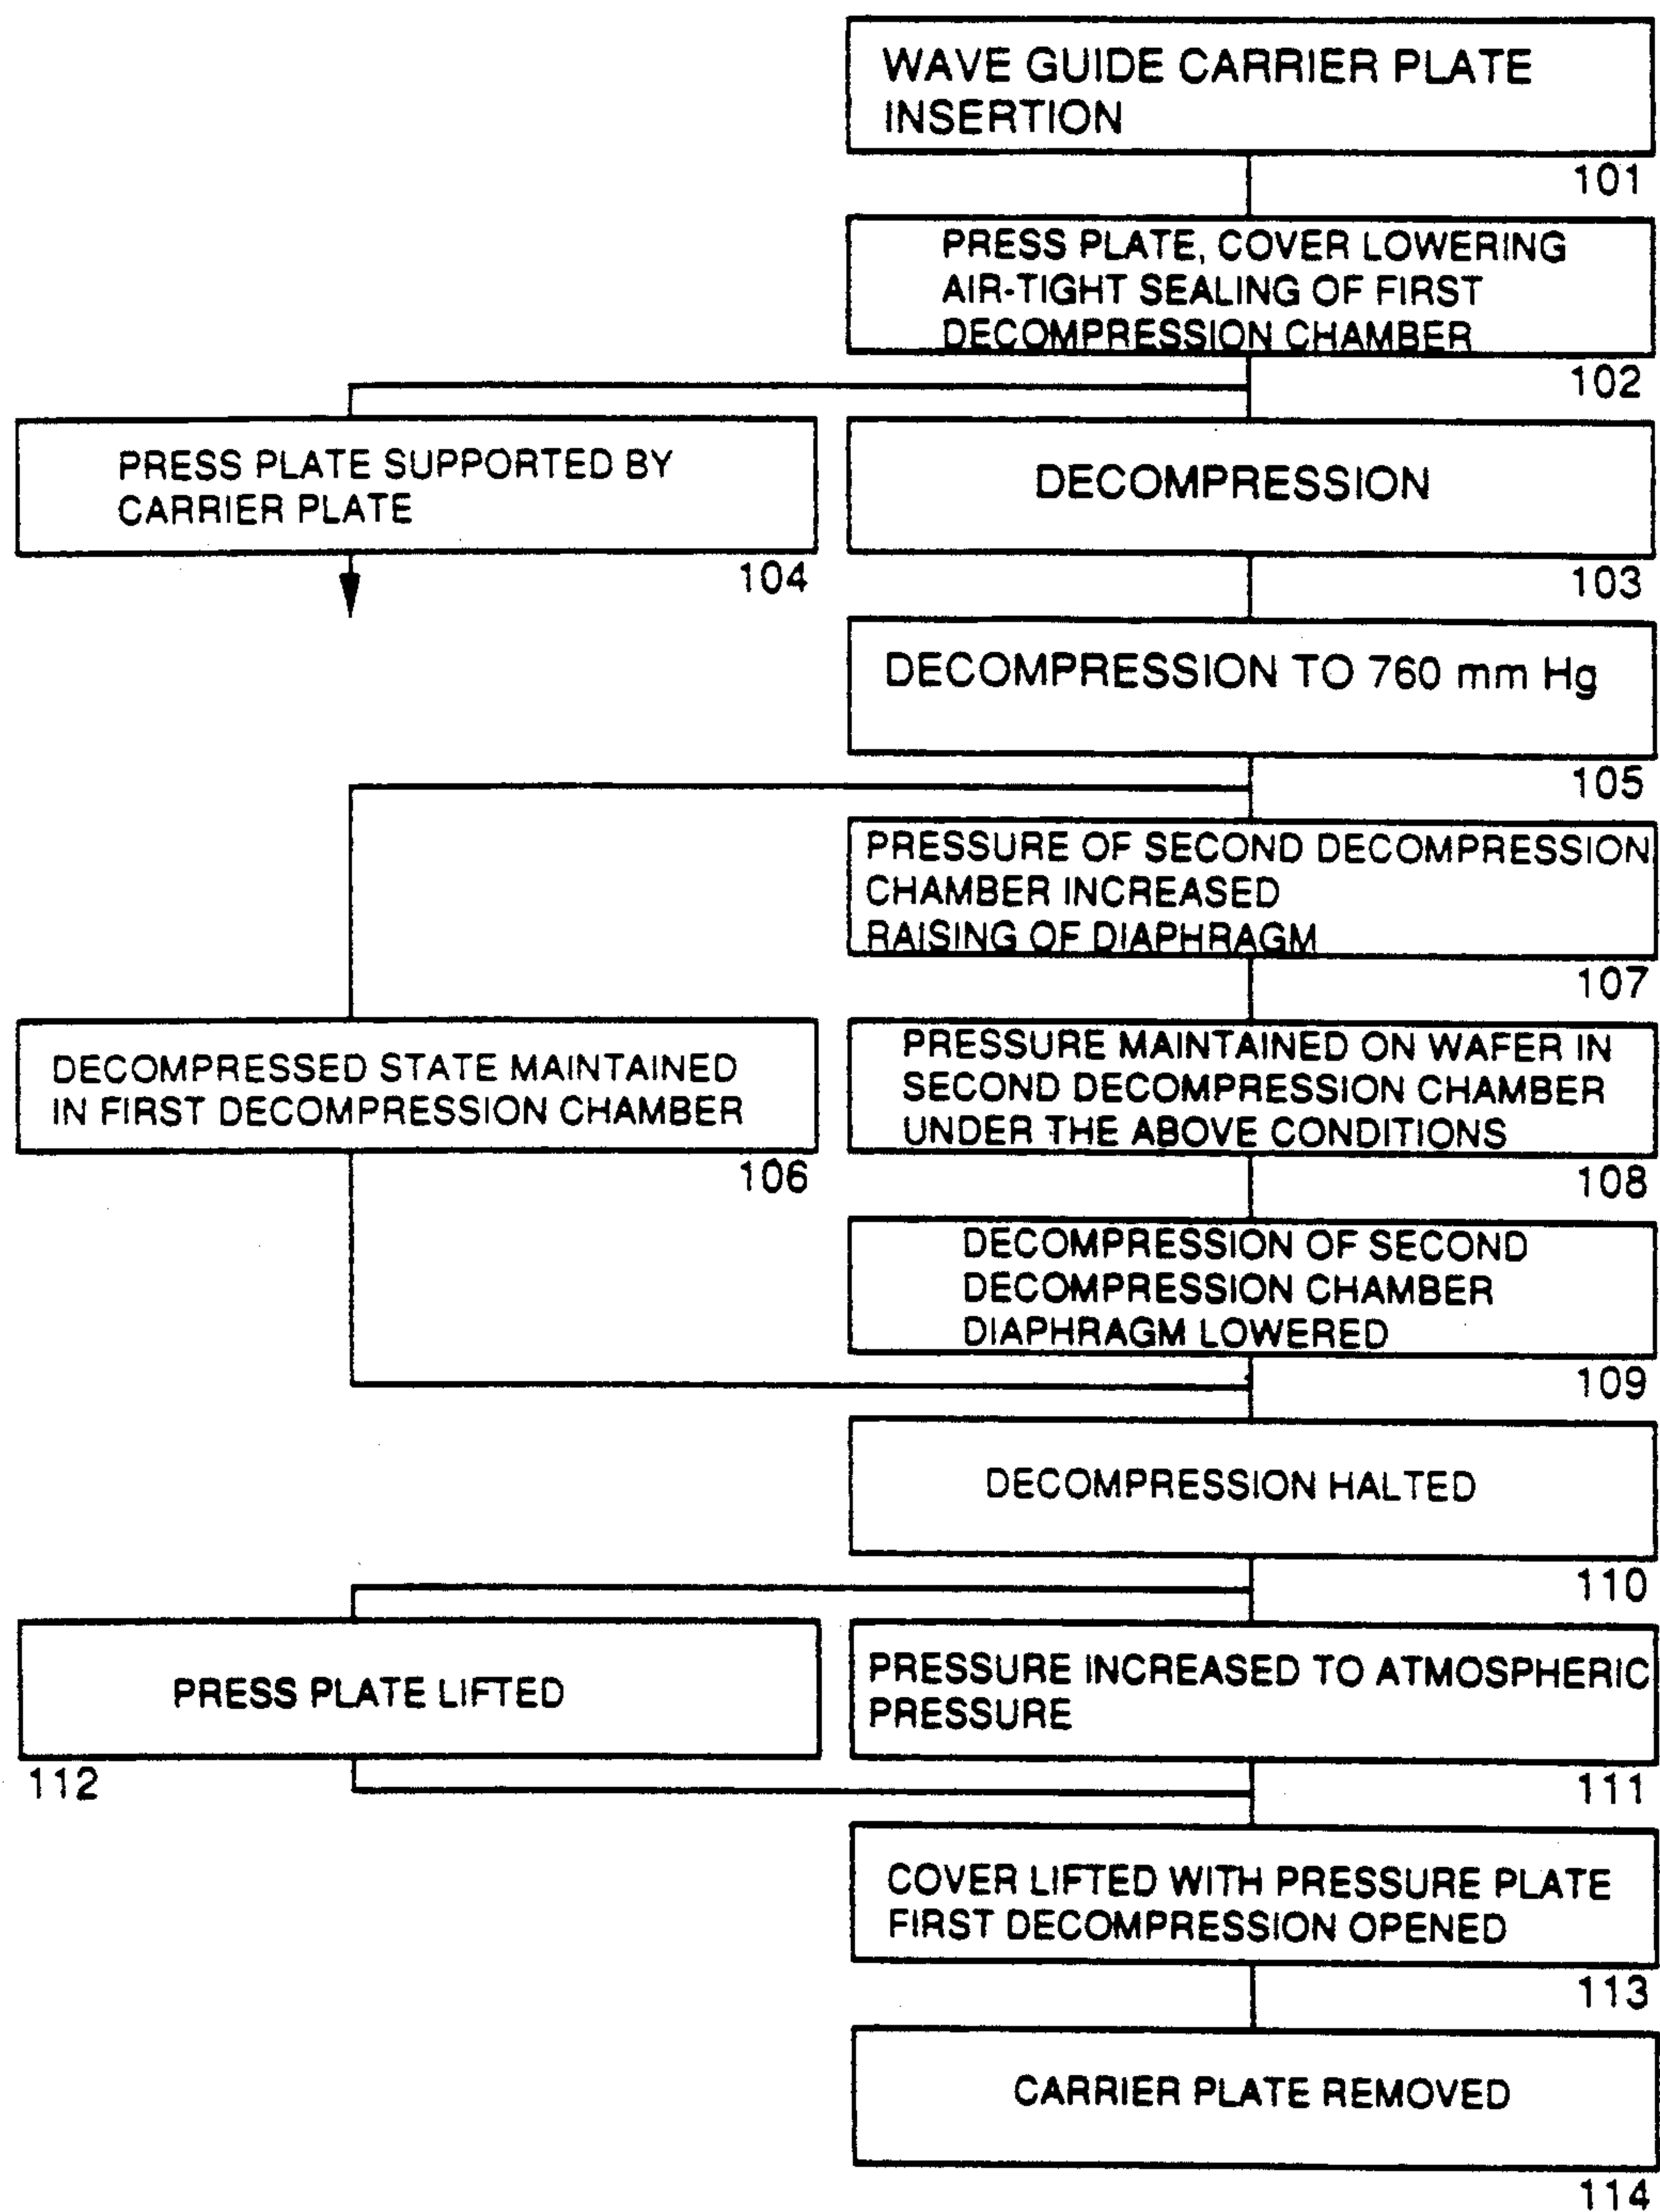 WAVE GUIDE CARRIER PLATE
INSERTION
101
PRESS PLATE, COVER LOWERING
AIR-TIGHT SEALING OF FIRST
DECOMPRESSION CHAMBER
102
PRESS PLATE SUPPORTED BY
CARRIER PLATE
104
DECOMPRESSION
103
DECOMPRESSION TO 760 mm Hg
105
PRESSURE OF SECOND DECOMPRESSION
CHAMBER INCREASED
RAISING OF DIAPHRAGM
107
DECOMPRESSED STATE MAINTAINED
IN FIRST DECOMPRESSION CHAMBER
106
PRESSURE MAINTAINED ON WAFER IN
SECOND DECOMPRESSION CHAMBER
UNDER THE ABOVE CONDITIONS
108
DECOMPRESSION OF SECOND
DECOMPRESSION CHAMBER
DIAPHRAGM LOWERED
109
DECOMPRESSION HALTED
110
PRESS PLATE LIFTED
112
PRESSURE INCREASED TO ATMOSPHERIC
PRESSURE
111
COVER LIFTED WITH PRESSURE PLATE
FIRST DECOMPRESSION OPENED
113
CARRIER PLATE REMOVED
114